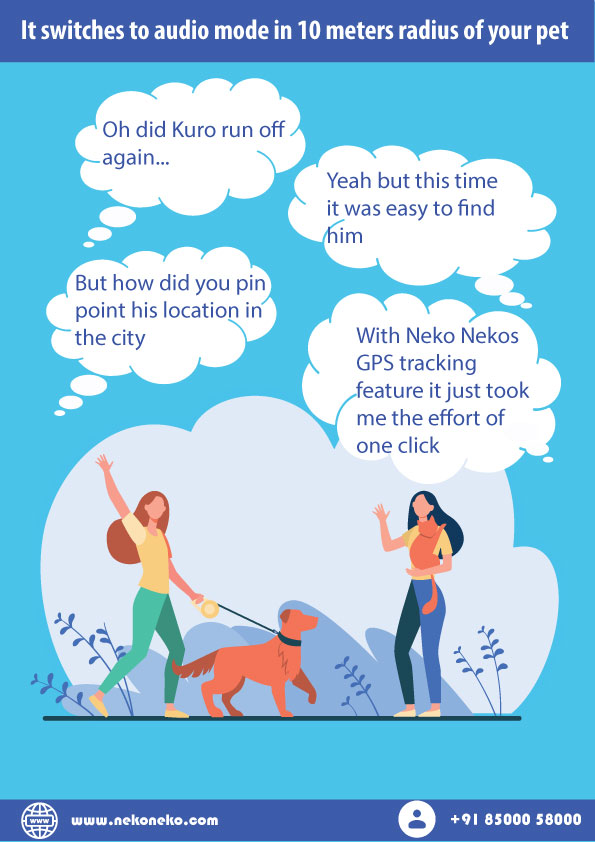 It switches to audio mode in 10 meters radius of your pet
Oh did Kuro run off
again...
Yeah but this time
it was easy to find
him
But how did you pin
point his location in
the city
With Neko Nekos
GPS tracking
feature it just took
me the effort of
one click
www
www.nekoneko.com
+91 85000 58000